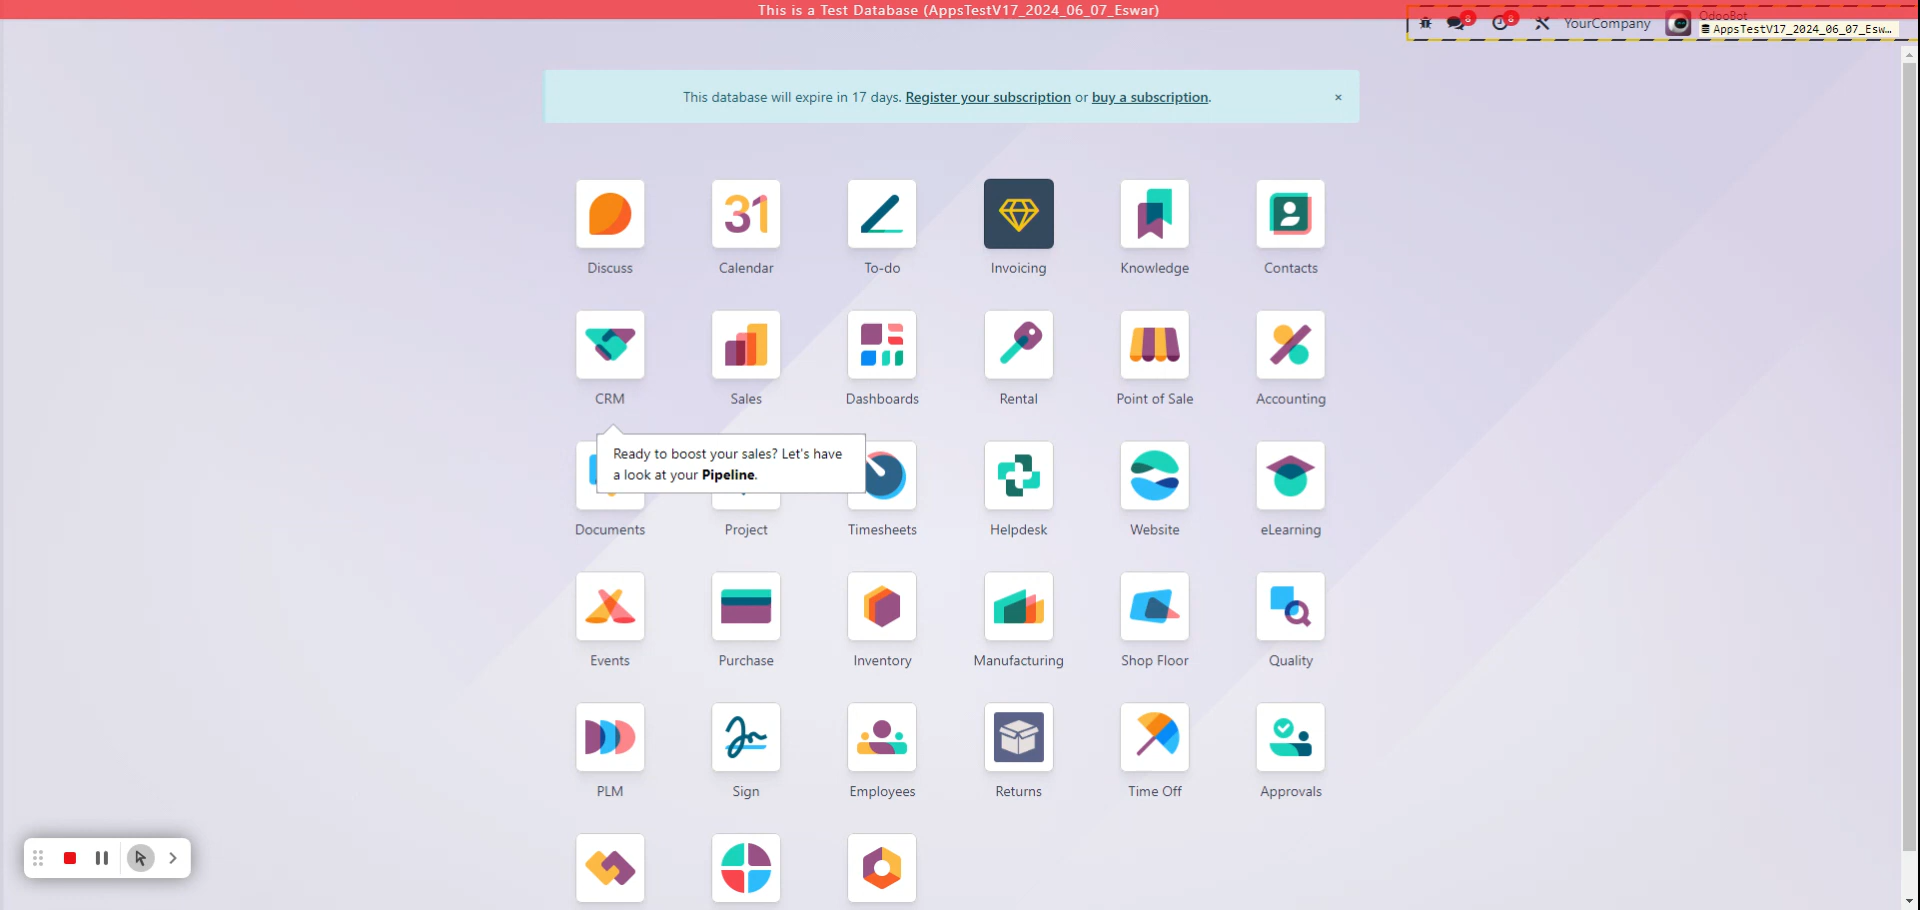 This is a Test Database (AppsTestV17_2024_06_07_Eswar)
8
8
YourCompany
OdooBot
AppsTestV17_2024_06_07_Esw…
This database will expire in 17 days. Register your subscription or buy a subscription.
×
31
Discuss
Calendar
To-do
Invoicing
Knowledge
Contacts
CRM
Sales
Dashboards
Rental
Point of Sale
Accounting
Ready to boost your sales? Let's have
a look at your Pipeline.
Documents
Project
Timesheets
Helpdesk
Website
eLearning
Events
Purchase
Inventory
Manufacturing
Shop Floor
Quality
PLM
Sign
Employees
Returns
Time Off
Approvals